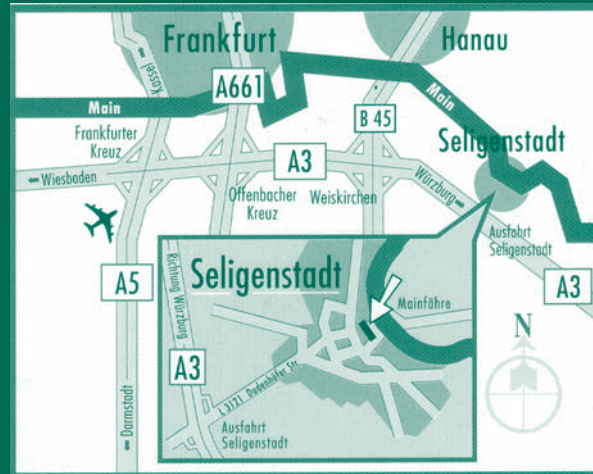 Frankfurt
Hanau
Kassel
A661
Main
Main
B 45
Frankfurter
Kreuz
Seligenstadt
A3
Wiesbaden
Offenbacher
Kreuz
Weiskirchen
Würzburg
Ausfahrt
Seligenstadt
A5
A3
Darmstadt
Seligenstadt
Richtung Würzburg
Mainfähre
A3
L 3121 Dudenhöfer Str.
Ausfahrt
Seligenstadt
N